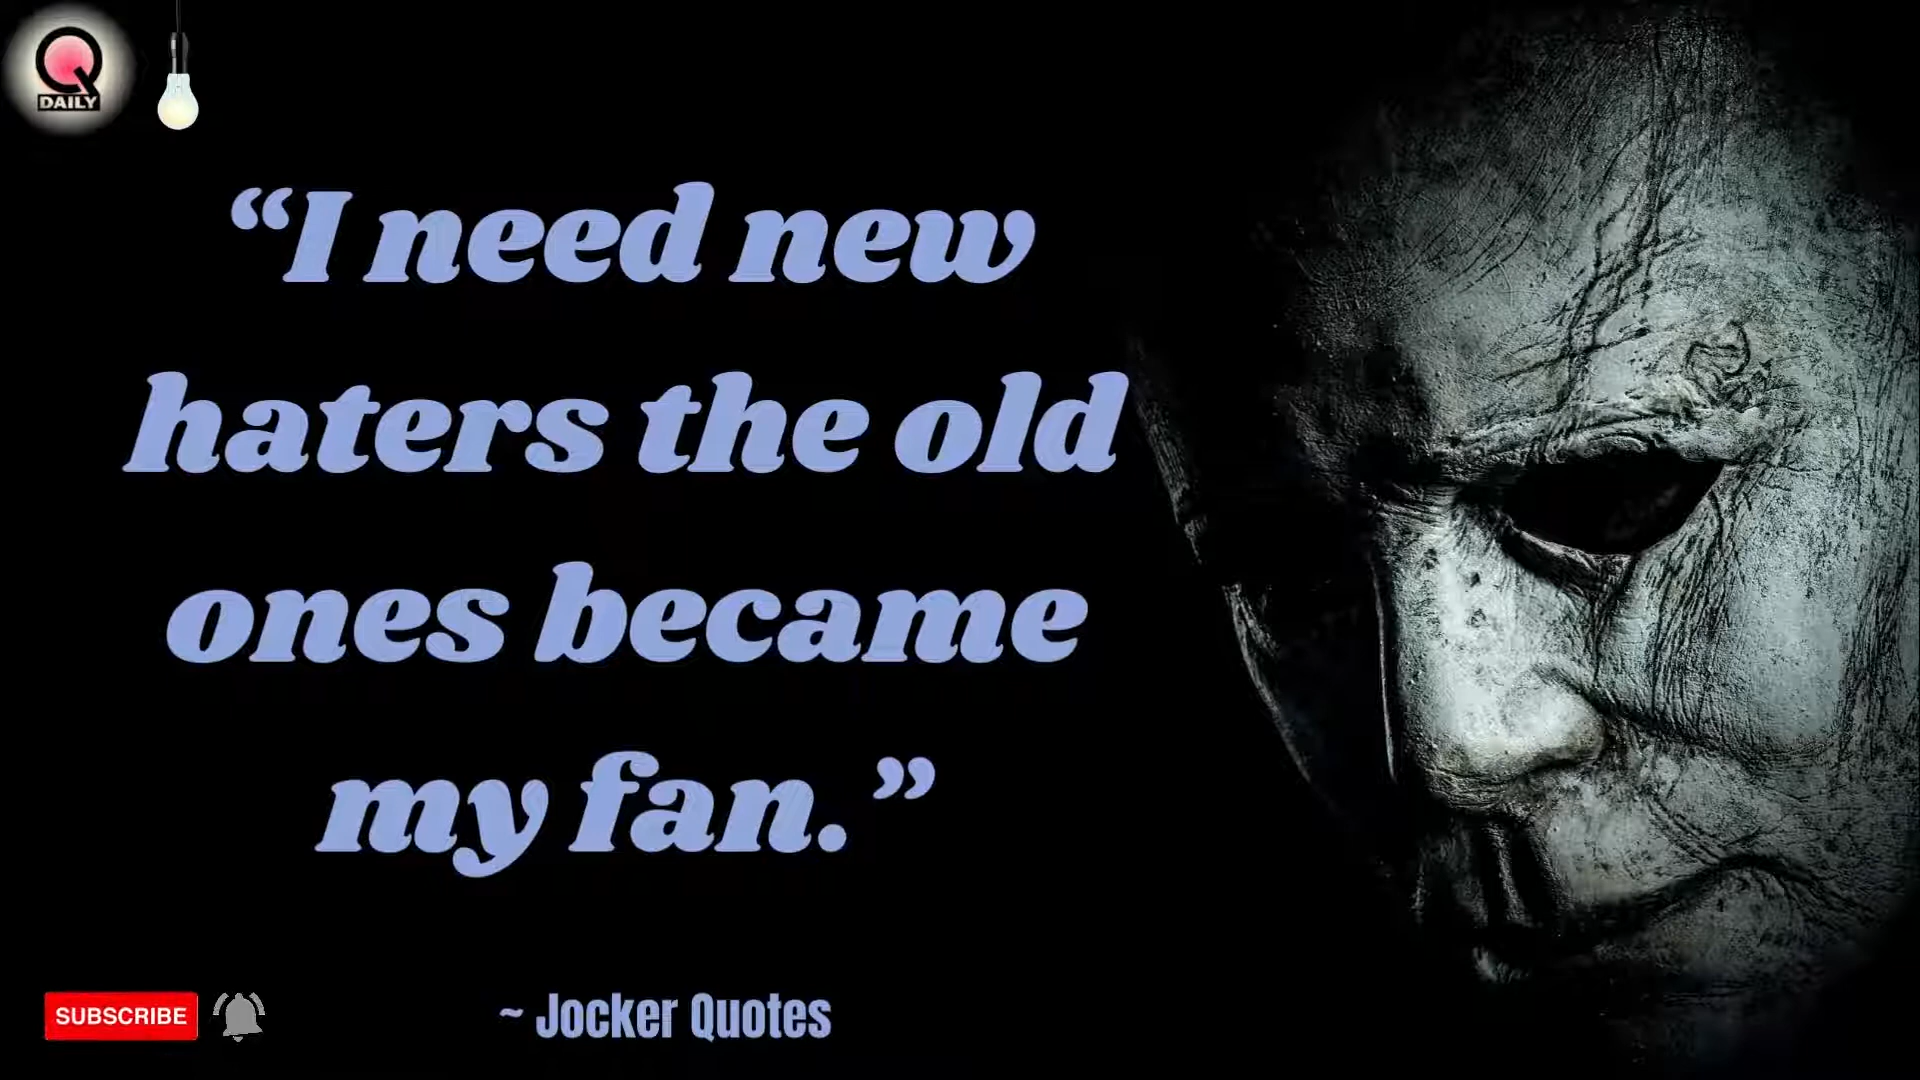 Q
DAILY
“I need new
haters the old
ones became
my fan.”
SUBSCRIBE
~ Jocker Quotes